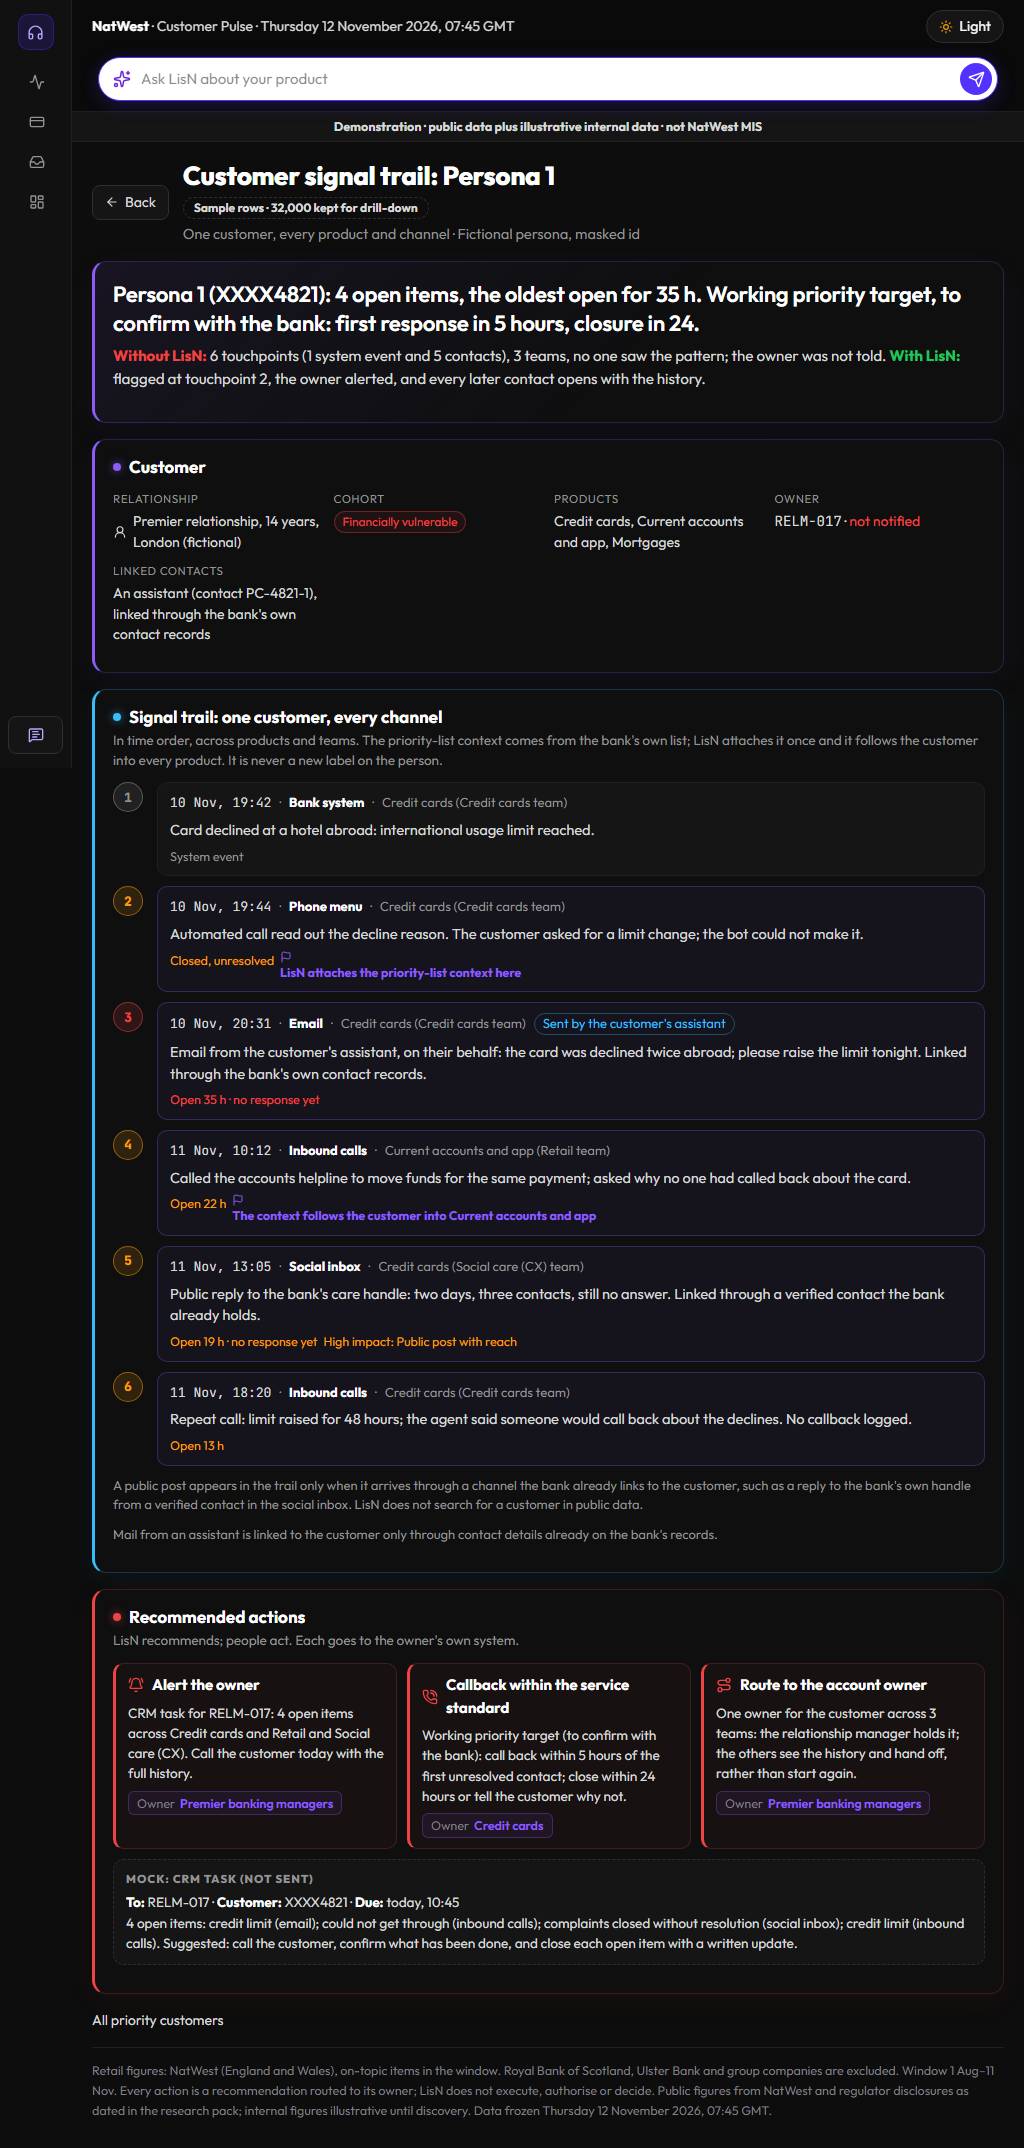 NatWest · Customer Pulse · Thursday 12 November 2026, 07:45 GMT
Light
Ask LisN about your product
Demonstration · public data plus illustrative internal data · not NatWest MIS
Back
Customer signal trail: Persona 1
Sample rows · 32,000 kept for drill-down
One customer, every product and channel · Fictional persona, masked id
Persona 1 (XXXX4821): 4 open items, the oldest open for 35 h. Working priority target, to
confirm with the bank: first response in 5 hours, closure in 24.
Without LisN: 6 touchpoints (1 system event and 5 contacts), 3 teams, no one saw the pattern; the owner was not told. With LisN:
flagged at touchpoint 2, the owner alerted, and every later contact opens with the history.
Customer
RELATIONSHIP
Premier relationship, 14 years,
London (fictional)
COHORT
Financially vulnerable
PRODUCTS
Credit cards, Current accounts
and app, Mortgages
OWNER
RELM-017 · not notified
LINKED CONTACTS
An assistant (contact PC-4821-1),
linked through the bank's own
contact records
Signal trail: one customer, every channel
In time order, across products and teams. The priority-list context comes from the bank's own list; LisN attaches it once and it follows the customer
into every product. It is never a new label on the person.
1
10 Nov, 19:42 · Bank system · Credit cards (Credit cards team)
Card declined at a hotel abroad: international usage limit reached.
System event
2
10 Nov, 19:44 · Phone menu · Credit cards (Credit cards team)
Automated call read out the decline reason. The customer asked for a limit change; the bot could not make it.
Closed, unresolved
LisN attaches the priority-list context here
3
10 Nov, 20:31 · Email · Credit cards (Credit cards team) Sent by the customer's assistant
Email from the customer's assistant, on their behalf: the card was declined twice abroad; please raise the limit tonight. Linked
through the bank's own contact records.
Open 35 h · no response yet
4
11 Nov, 10:12 · Inbound calls · Current accounts and app (Retail team)
Called the accounts helpline to move funds for the same payment; asked why no one had called back about the card.
Open 22 h
The context follows the customer into Current accounts and app
5
11 Nov, 13:05 · Social inbox · Credit cards (Social care (CX) team)
Public reply to the bank's care handle: two days, three contacts, still no answer. Linked through a verified contact the bank
already holds.
Open 19 h · no response yet High impact: Public post with reach
6
11 Nov, 18:20 · Inbound calls · Credit cards (Credit cards team)
Repeat call: limit raised for 48 hours; the agent said someone would call back about the declines. No callback logged.
Open 13 h
A public post appears in the trail only when it arrives through a channel the bank already links to the customer, such as a reply to the bank's own handle
from a verified contact in the social inbox. LisN does not search for a customer in public data.
Mail from an assistant is linked to the customer only through contact details already on the bank's records.
Recommended actions
LisN recommends; people act. Each goes to the owner's own system.
Alert the owner
CRM task for RELM-017: 4 open items
across Credit cards and Retail and Social
care (CX). Call the customer today with the
full history.
Owner Premier banking managers
Callback within the service
standard
Working priority target (to confirm with
the bank): call back within 5 hours of the
first unresolved contact; close within 24
hours or tell the customer why not.
Owner Credit cards
Route to the account owner
One owner for the customer across 3
teams: the relationship manager holds it;
the others see the history and hand off,
rather than start again.
Owner Premier banking managers
MOCK: CRM TASK (NOT SENT)
To: RELM-017 · Customer: XXXX4821 · Due: today, 10:45
4 open items: credit limit (email); could not get through (inbound calls); complaints closed without resolution (social inbox); credit limit (inbound
calls). Suggested: call the customer, confirm what has been done, and close each open item with a written update.
All priority customers
Retail figures: NatWest (England and Wales), on-topic items in the window. Royal Bank of Scotland, Ulster Bank and group companies are excluded. Window 1 Aug–11
Nov. Every action is a recommendation routed to its owner; LisN does not execute, authorise or decide. Public figures from NatWest and regulator disclosures as
dated in the research pack; internal figures illustrative until discovery. Data frozen Thursday 12 November 2026, 07:45 GMT.